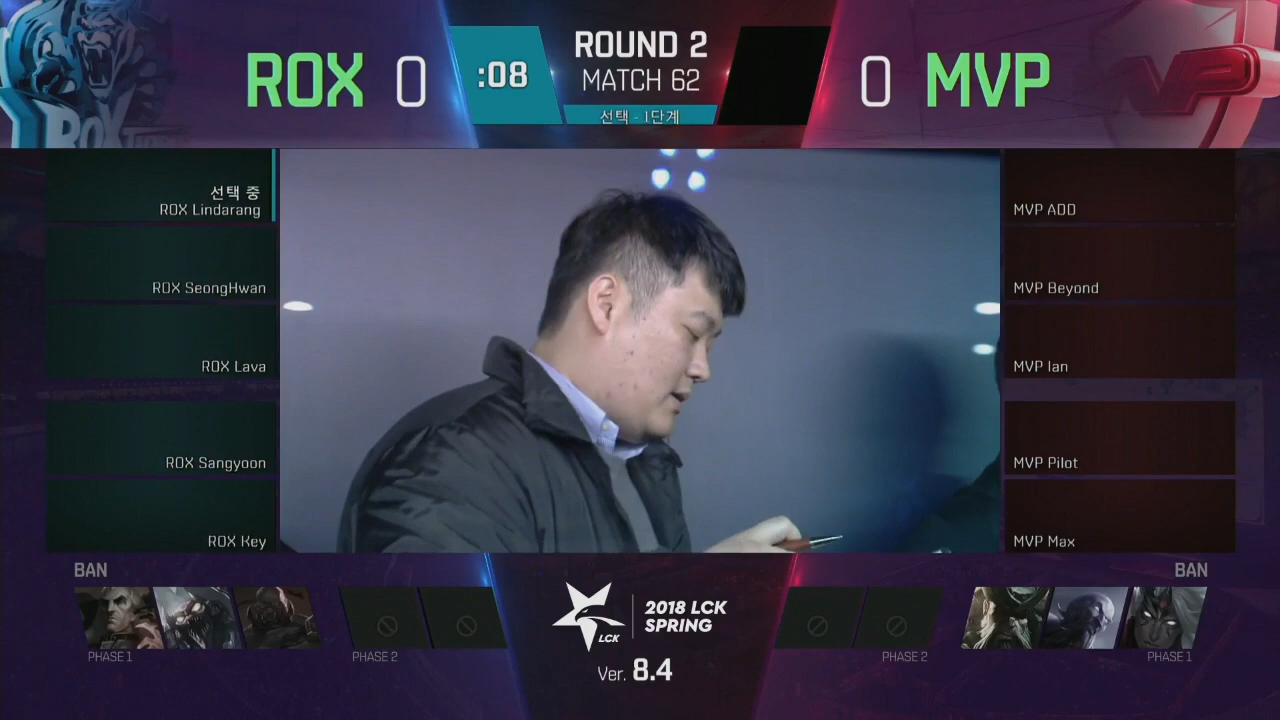 ROX 0
:08
ROUND 2
MATCH 62
선택 - 1단계
0 MVP
VP
ROX
선택 중
ROX Lindarang
ROX SeongHwan
ROX Lava
ROX Sangyoon
ROX Key
MVP ADD
MVP Beyond
MVP Ian
MVP Pilot
MVP Max
BAN
PHASE 1
PHASE 2
LCK
2018 LCK
SPRING
Ver. 8.4
BAN
PHASE 2
PHASE 1